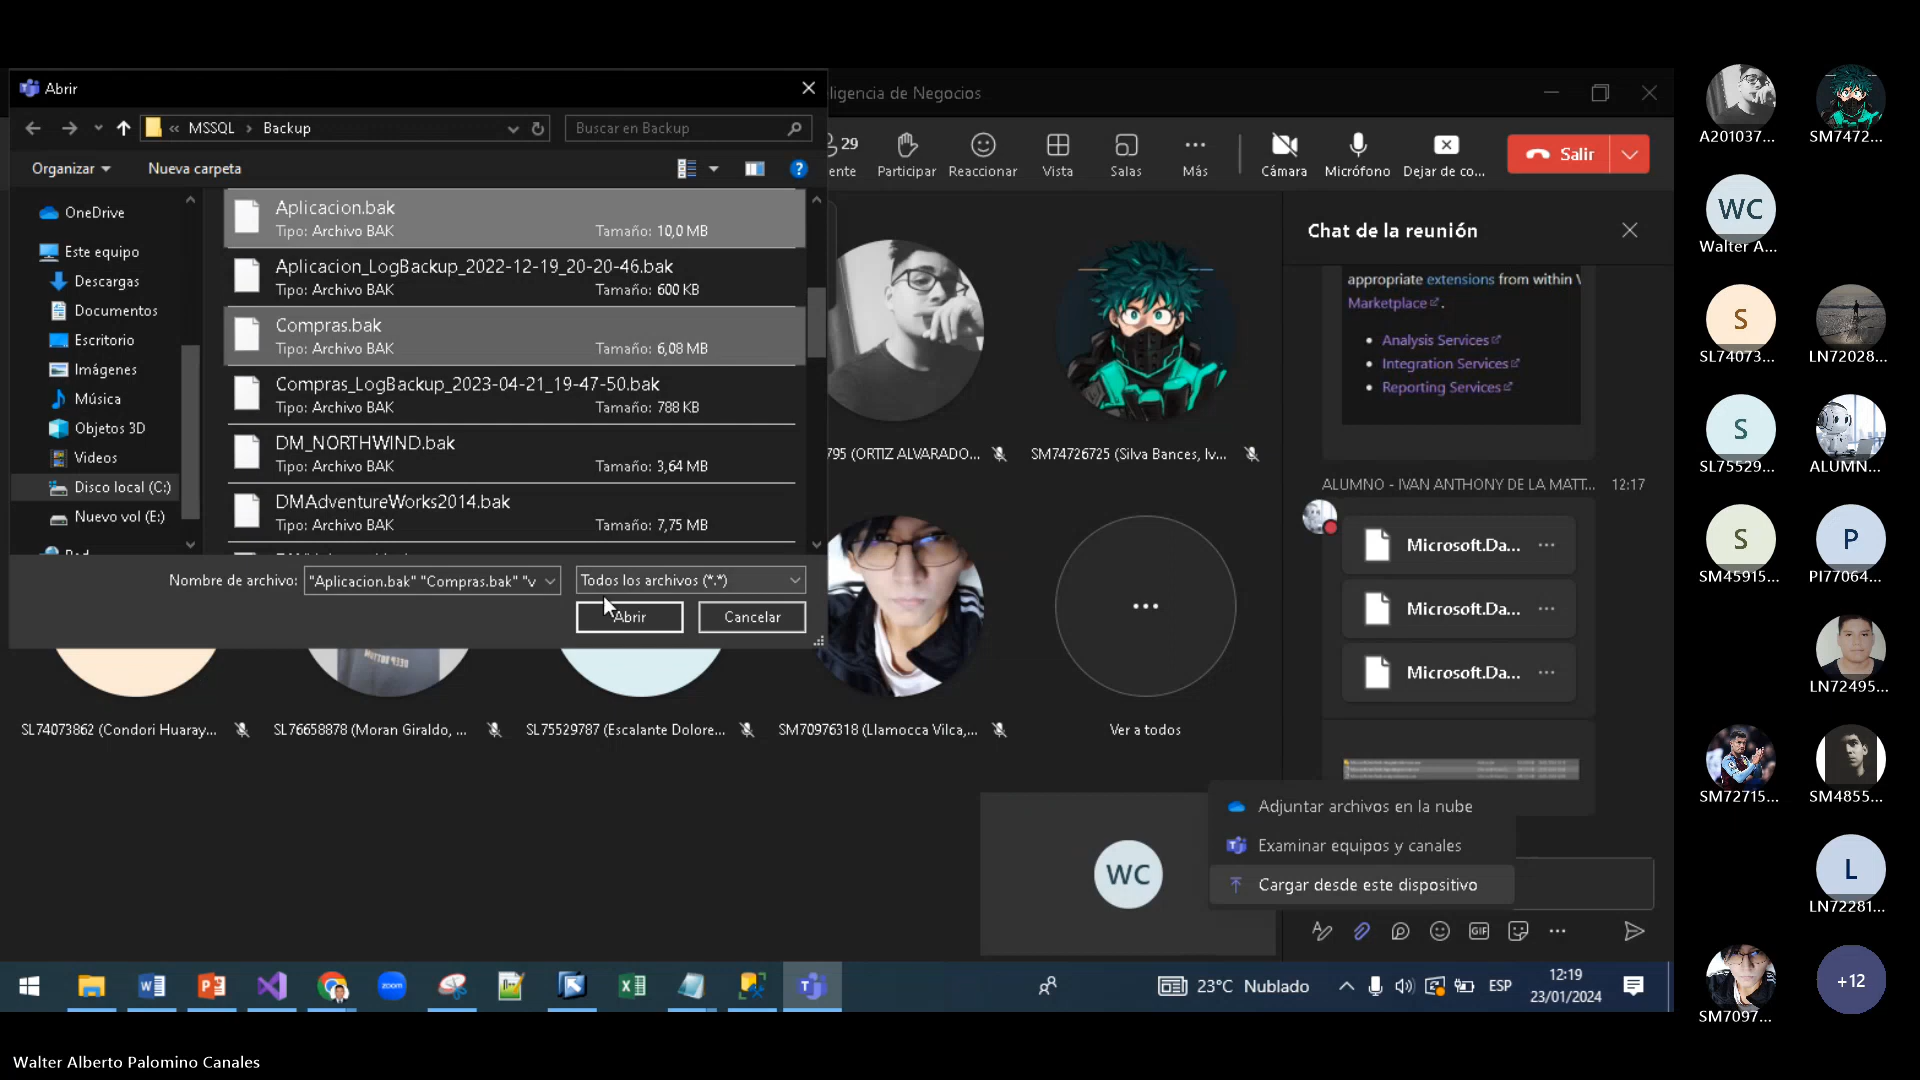 Abrir
MSSQL
Backup
Buscar en Backup
Organizar
Nueva carpeta
OneDrive
Este equipo
Descargas
Documentos
Escritorio
Imágenes
Música
Objetos 3D
Videos
Disco local (C:)
Nuevo vol (E:)
Aplicacion.bak
Tipo: Archivo BAK
Tamaño: 10,0 MB
Aplicacion_LogBackup_2022-12-19_20-20-46.bak
Tipo: Archivo BAK
Tamaño: 600 KB
Compras.bak
Tipo: Archivo BAK
Tamaño: 6,08 MB
Compras_LogBackup_2023-04-21_19-47-50.bak
Tipo: Archivo BAK
Tamaño: 788 KB
DM_NORTHWIND.bak
Tipo: Archivo BAK
Tamaño: 3,64 MB
DMAdventureWorks2014.bak
Tipo: Archivo BAK
Tamaño: 7,75 MB
Nombre de archivo:
"Aplicacion.bak" "Compras.bak" "v
Todos los archivos (*.*)
Abrir
Cancelar
ligencia de Negocios
29
ente
Participar
Reaccionar
Vista
Salas
Más
Cámara
Micrófono
Dejar de co...
Salir
795 (ORTIZ ALVARADO...
SM74726725 (Silva Bances, Iv...
SL74073862 (Condori Huaray...
SL76658878 (Moran Giraldo, ...
SL75529787 (Escalante Dolore...
SM70976318 (Llamocca Vilca,...
Ver a todos
WC
Chat de la reunión
appropriate extensions from within V
Marketplace .
Analysis Services
Integration Services
Reporting Services
ALUMNO - IVAN ANTHONY DE LA MATT...
12:17
Microsoft.Da...
Microsoft.Da...
Microsoft.Da...
Adjuntar archivos en la nube
Examinar equipos y canales
Cargar desde este dispositivo
GIF
zoom
23°C Nublado
ESP
12:19
23/01/2024
A201037...
SM7472...
WC
Walter A...
S
SL74073...
LN72028...
S
SL75529...
ALUMN...
S
SM45915...
P
PI77064...
LN72495...
SM72715...
SM4855...
L
LN72281...
SM7097...
+12
Walter Alberto Palomino Canales